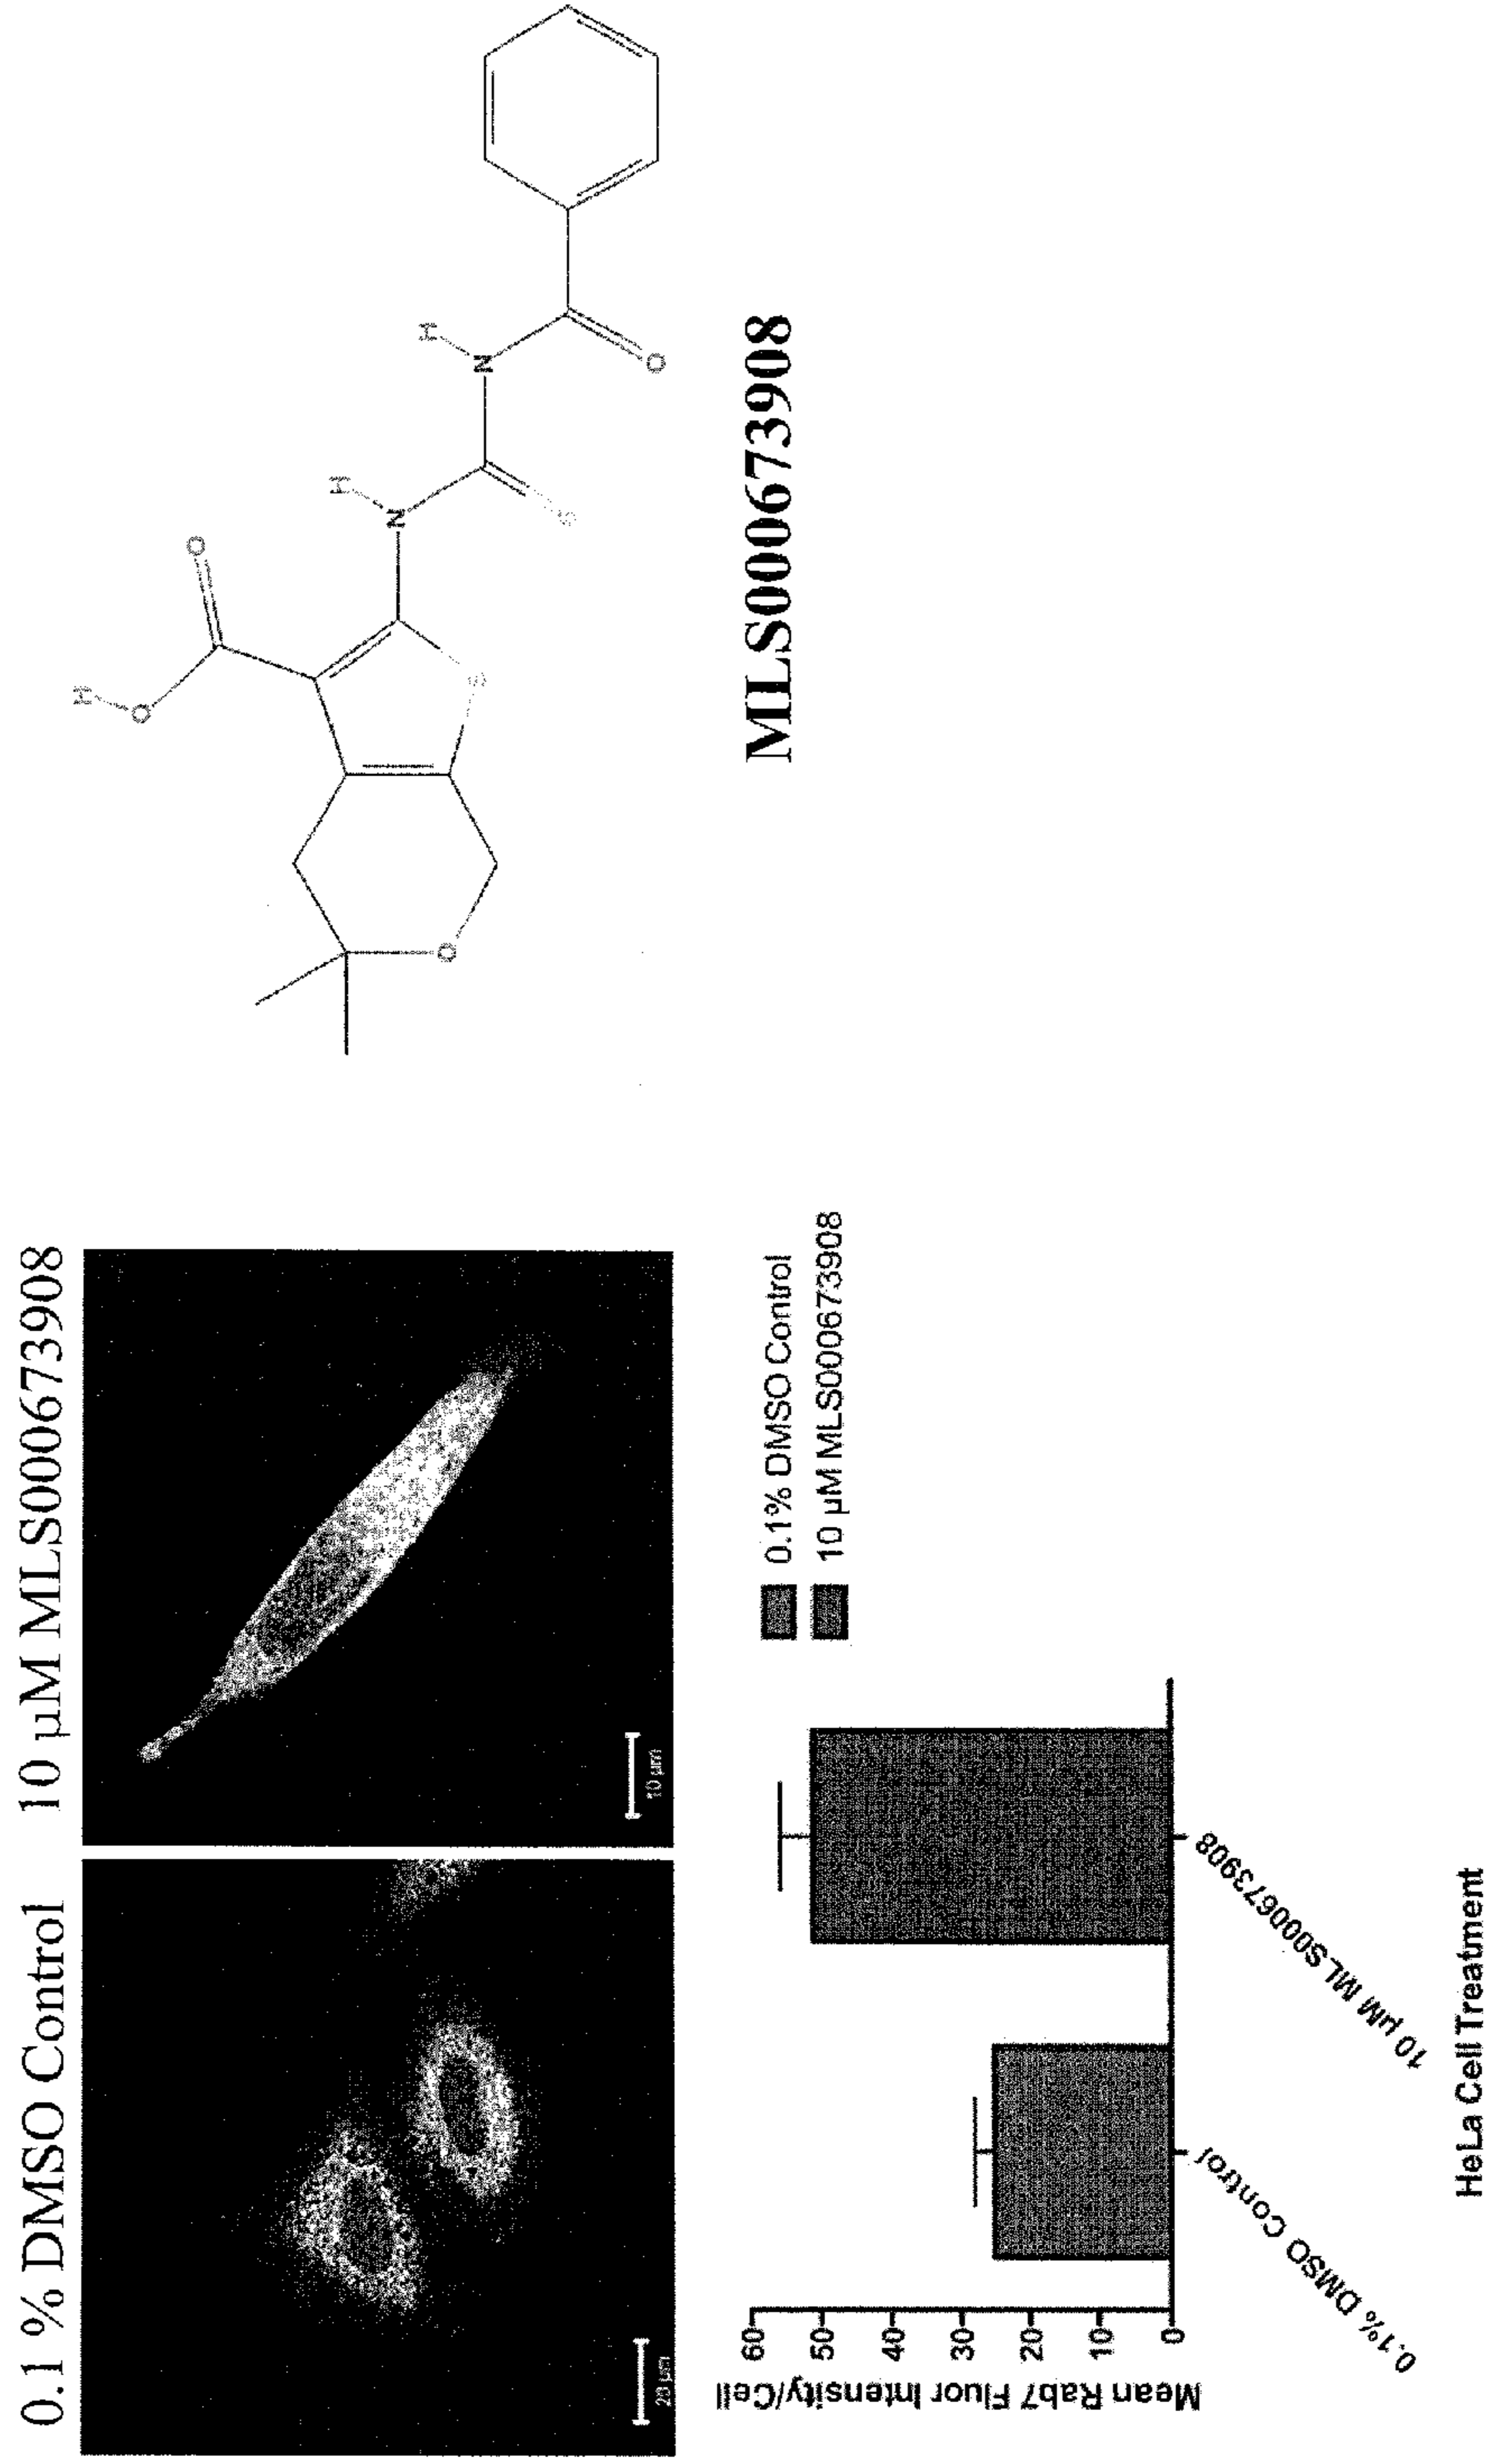 0.1 % DMSO Control
10 µM MLS000673908
20 µm
10 µm
H
O
O
H
N
H
N
S
S
O
O
MLS000673908
0.1% DMSO Control
10 µM MLS000673908
Mean Rab7 Fluor Intensity/Cell
60
50
40
30
20
10
0
0.1% DMSO Control
10 µM MLS000673908
HeLa Cell Treatment